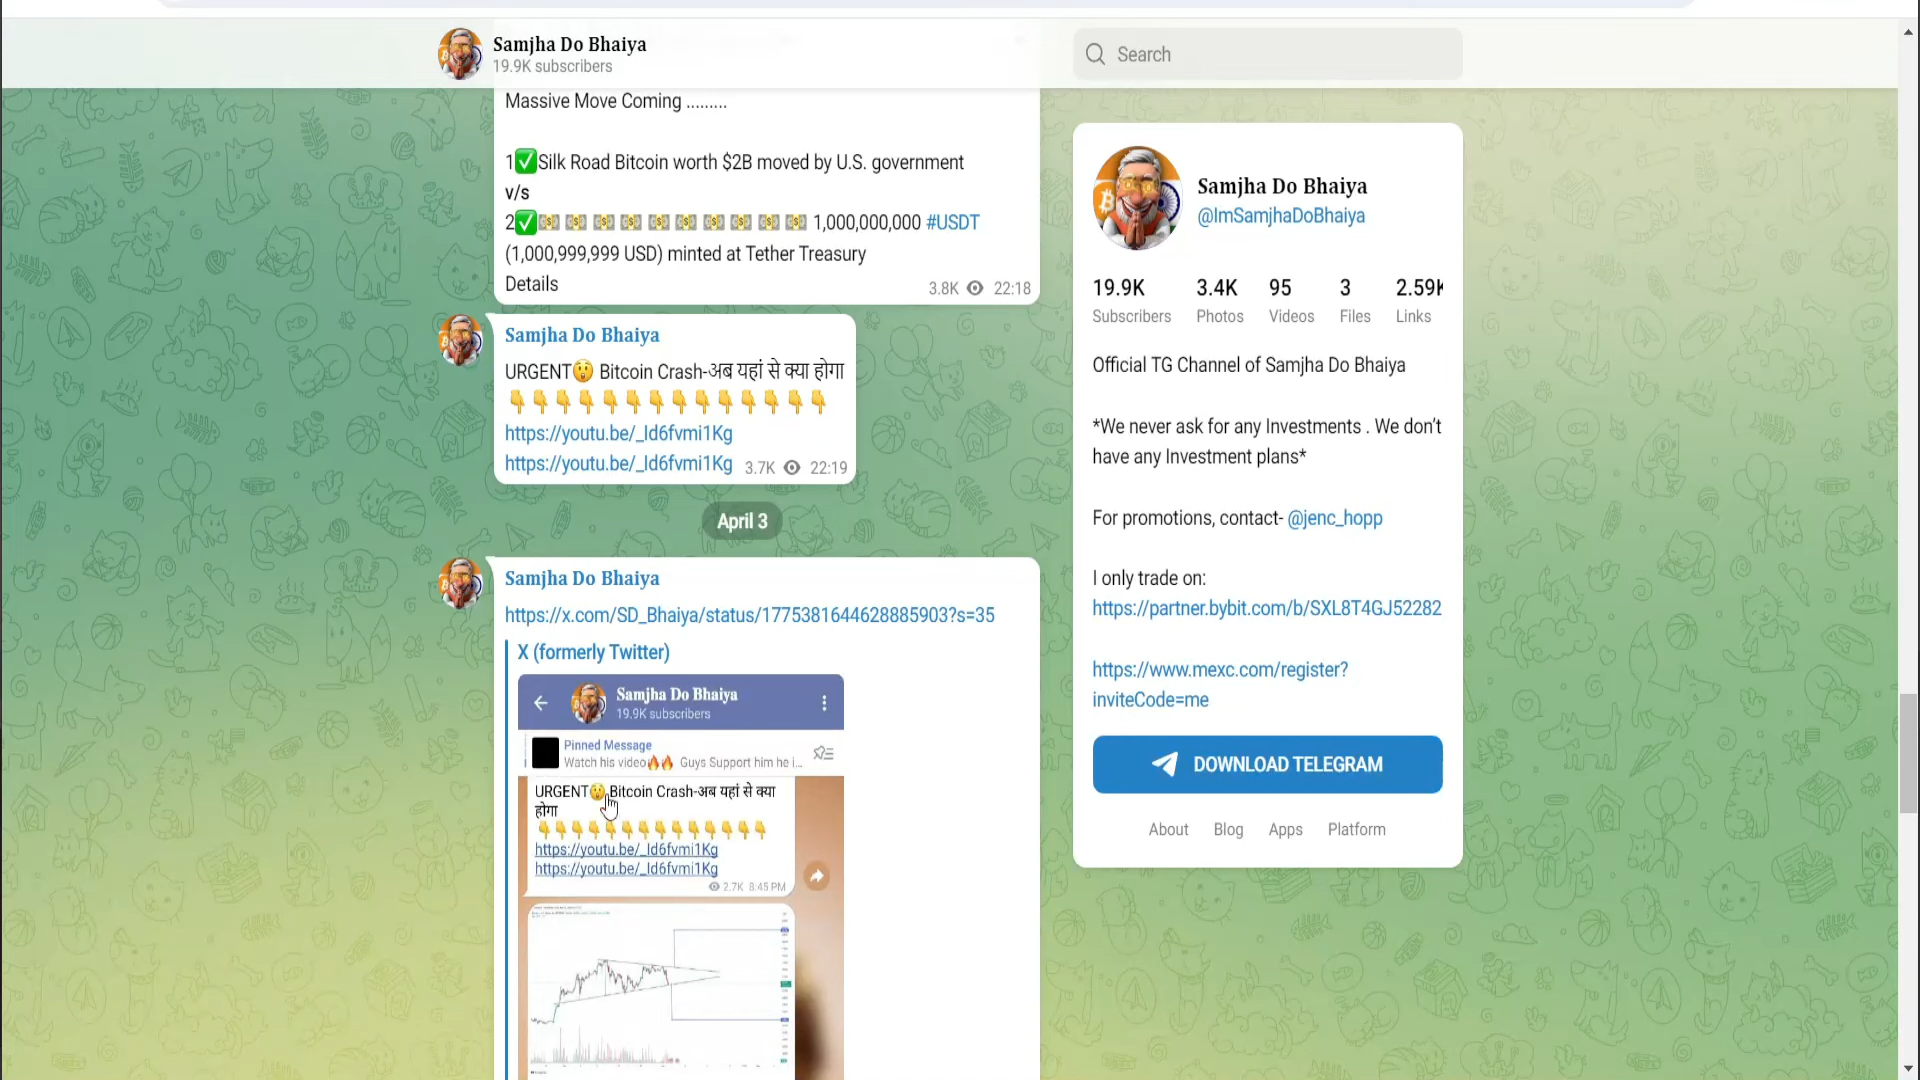 Samjha Do Bhaiya
19.9K subscribers
Search
Massive Move Coming .........
1✅Silk Road Bitcoin worth $2B moved by U.S. government
v/s
2✅💵 💵 💵 💵 💵 💵 💵 💵 💵 💵 1,000,000,000 #USDT
(1,000,999,999 USD) minted at Tether Treasury
Details
3.8K 22:18
Samjha Do Bhaiya
URGENT😲 Bitcoin Crash-अब यहां से क्या होगा
👇👇👇👇👇👇👇👇👇👇👇👇👇👇
https://youtu.be/_Id6fvmi1Kg
https://youtu.be/_Id6fvmi1Kg 3.7K 22:19
April 3
Samjha Do Bhaiya
https://x.com/SD_Bhaiya/status/1775381644628885903?s=35
X (formerly Twitter)
Samjha Do Bhaiya
19.9K subscribers
Pinned Message
Watch his video🔥🔥 Guys Support him he i...
URGENT😲 Bitcoin Crash-अब यहां से क्या
होगा
👇👇👇👇👇👇👇👇👇👇👇👇👇👇
https://youtu.be/_Id6fvmi1Kg
https://youtu.be/_Id6fvmi1Kg
2.7K 8:45 PM
Samjha Do Bhaiya
@ImSamjhaDoBhaiya
19.9K 3.4K 95 3 2.59K
Subscribers Photos Videos Files Links
Official TG Channel of Samjha Do Bhaiya
*We never ask for any Investments . We don’t
have any Investment plans*
For promotions, contact- @jenc_hopp
I only trade on:
https://partner.bybit.com/b/SXL8T4GJ52282
https://www.mexc.com/register?
inviteCode=me
DOWNLOAD TELEGRAM
About Blog Apps Platform